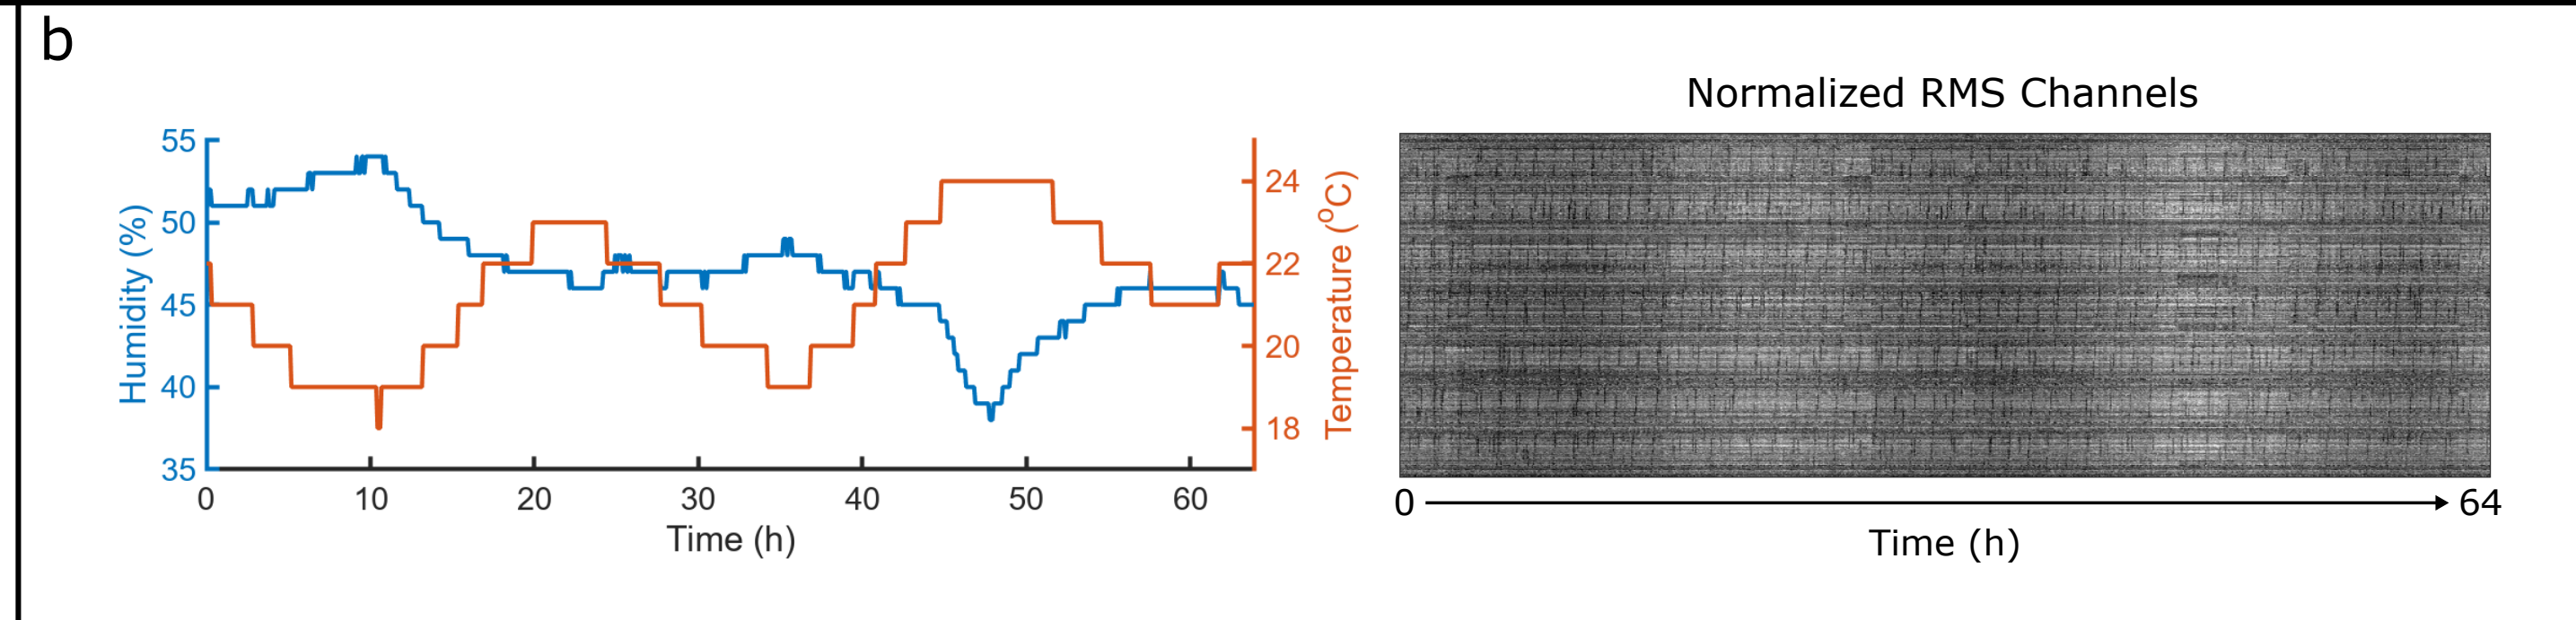 b
Normalized RMS Channels
55
50
45
40
35
Humidity (%)
24
22
20
18
Temperature (°C)
0 10 20 30 40 50 60
Time (h)
0 64
Time (h)